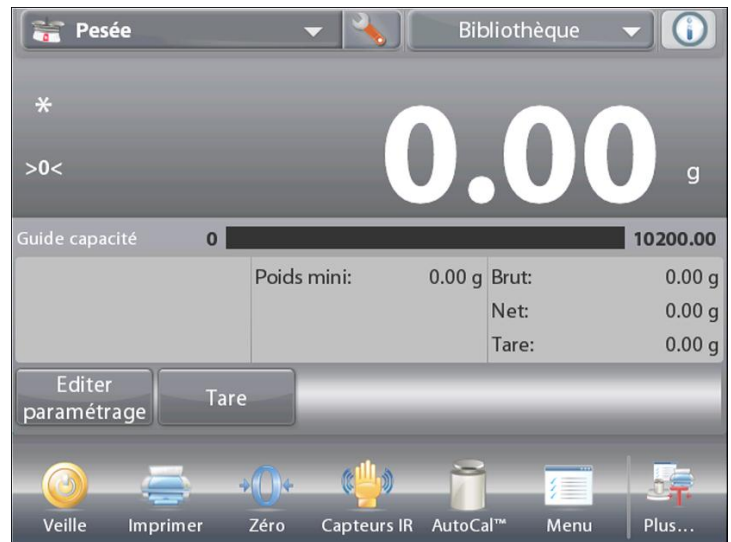 Pesée Bibliothèque
*
0.00 g
>0<
Guide capacité 0 10200.00
Poids mini: 0.00 g Brut: 0.00 g
Net: 0.00 g
Tare: 0.00 g
Editer
paramétrage
Tare
Veille Imprimer Zéro Capteurs IR AutoCal™ Menu Plus...